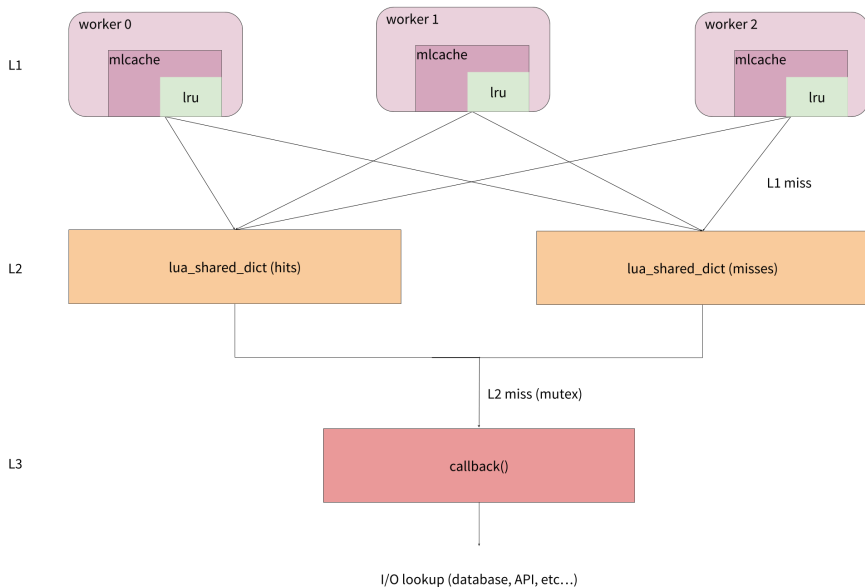 worker 0
worker 1
worker 2
mlcache
mlcache
mlcache
L1
lru
lru
lru
L1 miss
L2
lua_shared_dict (hits)
lua_shared_dict (misses)
L2 miss (mutex)
L3
callback()
I/O lookup (database, API, etc…)